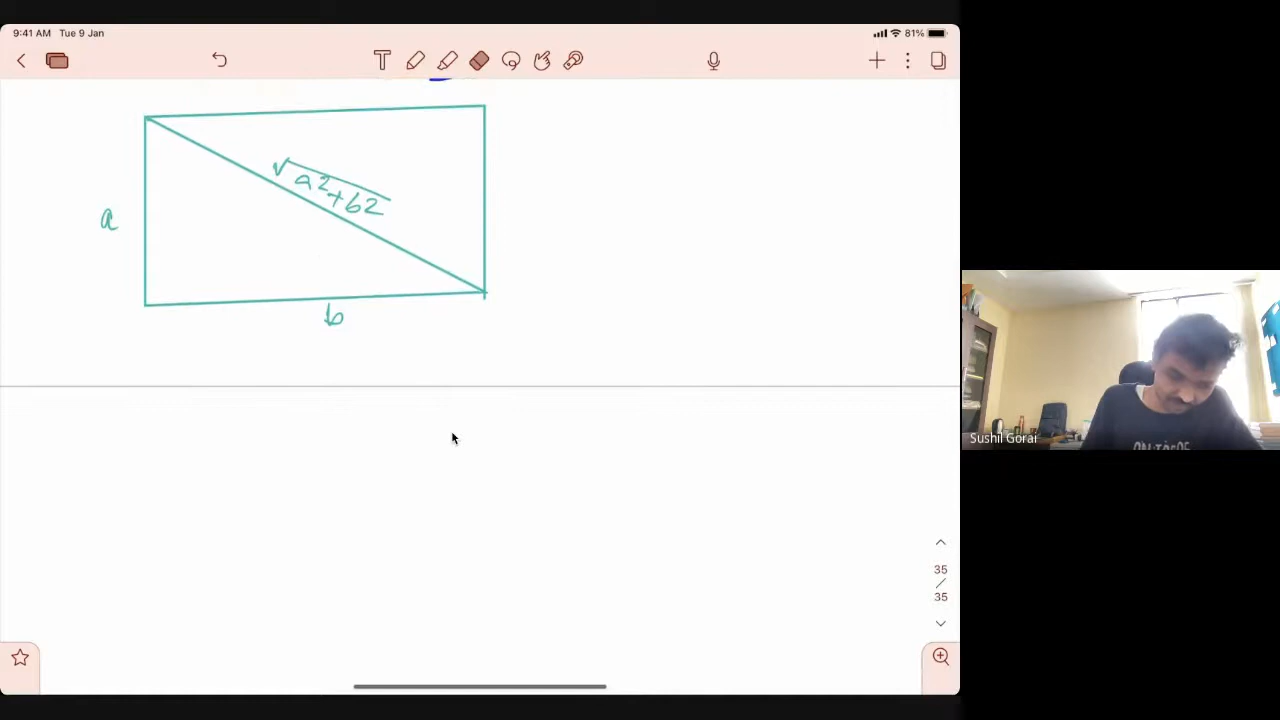 9:41 AM Tue 9 Jan
81%
T
√a2+b2
a
b
35
/
35
Sushil Gorai